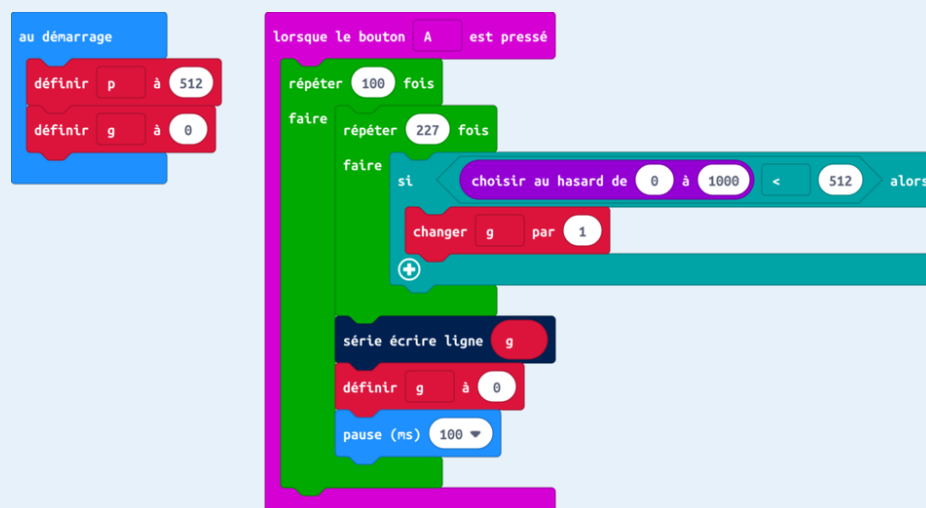 au démarrage
définir p à 512
définir g à 0
lorsque le bouton A est pressé
répéter 100 fois
faire
répéter 227 fois
faire
si choisir au hasard de 0 à 1000 < 512 alors
changer g par 1
série écrire ligne g
définir g à 0
pause (ms) 100